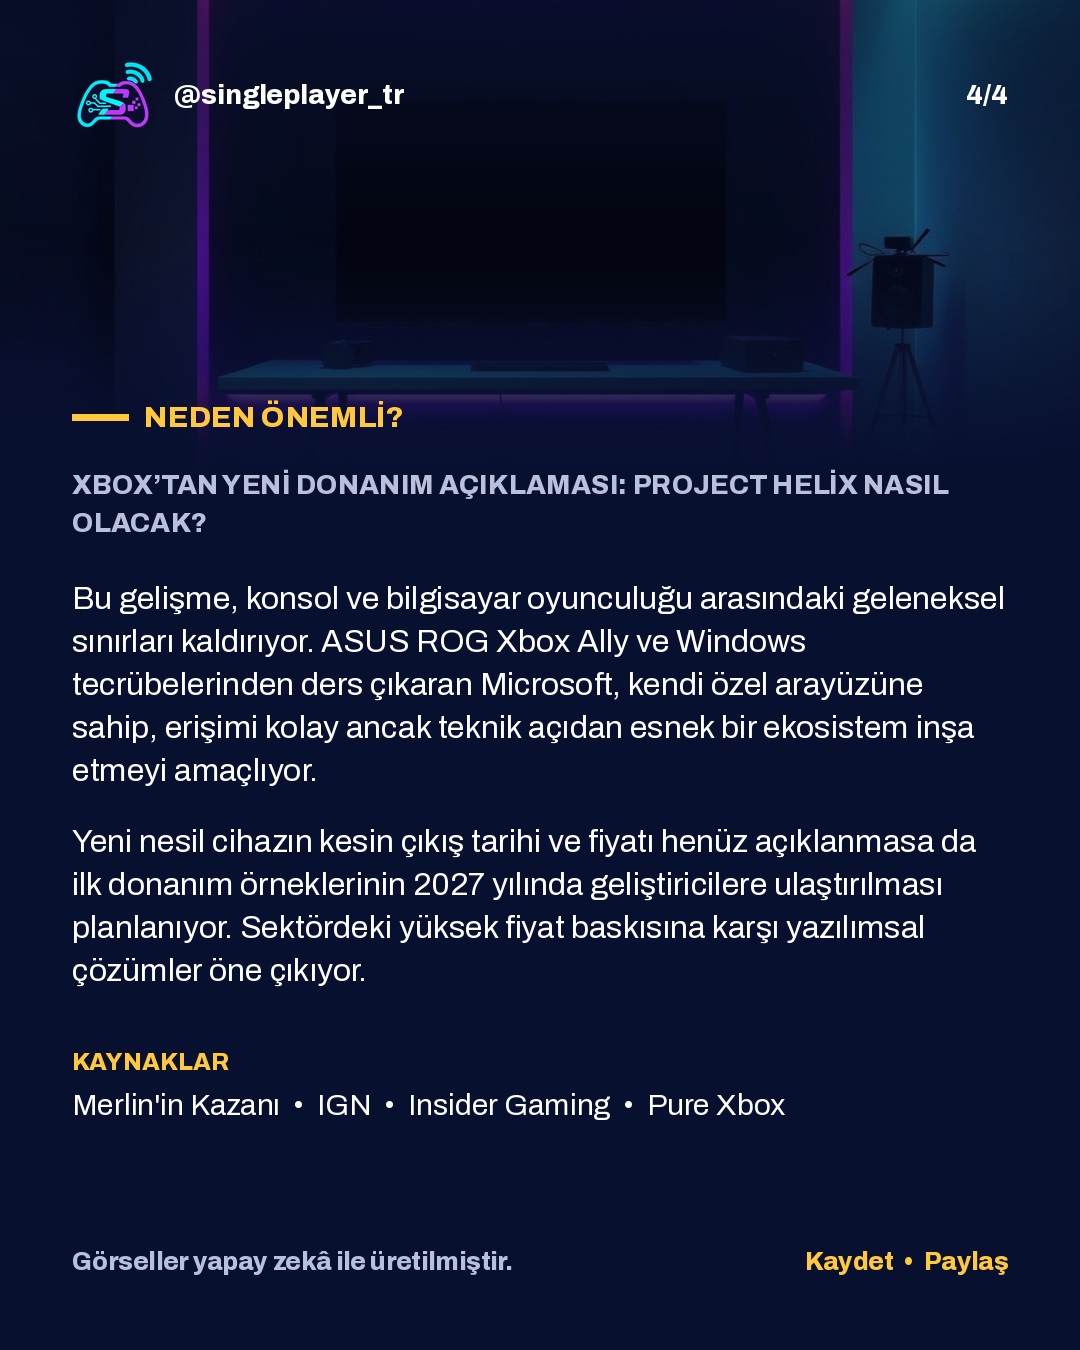 @singleplayer_tr
4/4
NEDEN ÖNEMLİ?
XBOX’TAN YENİ DONANIM AÇIKLAMASI: PROJECT HELİX NASIL
OLACAK?
Bu gelişme, konsol ve bilgisayar oyunculuğu arasındaki geleneksel
sınırları kaldırıyor. ASUS ROG Xbox Ally ve Windows
tecrübelerinden ders çıkaran Microsoft, kendi özel arayüzüne
sahip, erişimi kolay ancak teknik açıdan esnek bir ekosistem inşa
etmeyi amaçlıyor.
Yeni nesil cihazın kesin çıkış tarihi ve fiyatı henüz açıklanmasa da
ilk donanım örneklerinin 2027 yılında geliştiricilere ulaştırılması
planlanıyor. Sektördeki yüksek fiyat baskısına karşı yazılımsal
çözümler öne çıkıyor.
KAYNAKLAR
Merlin'in Kazanı • IGN • Insider Gaming • Pure Xbox
Görseller yapay zekâ ile üretilmiştir.
Kaydet • Paylaş